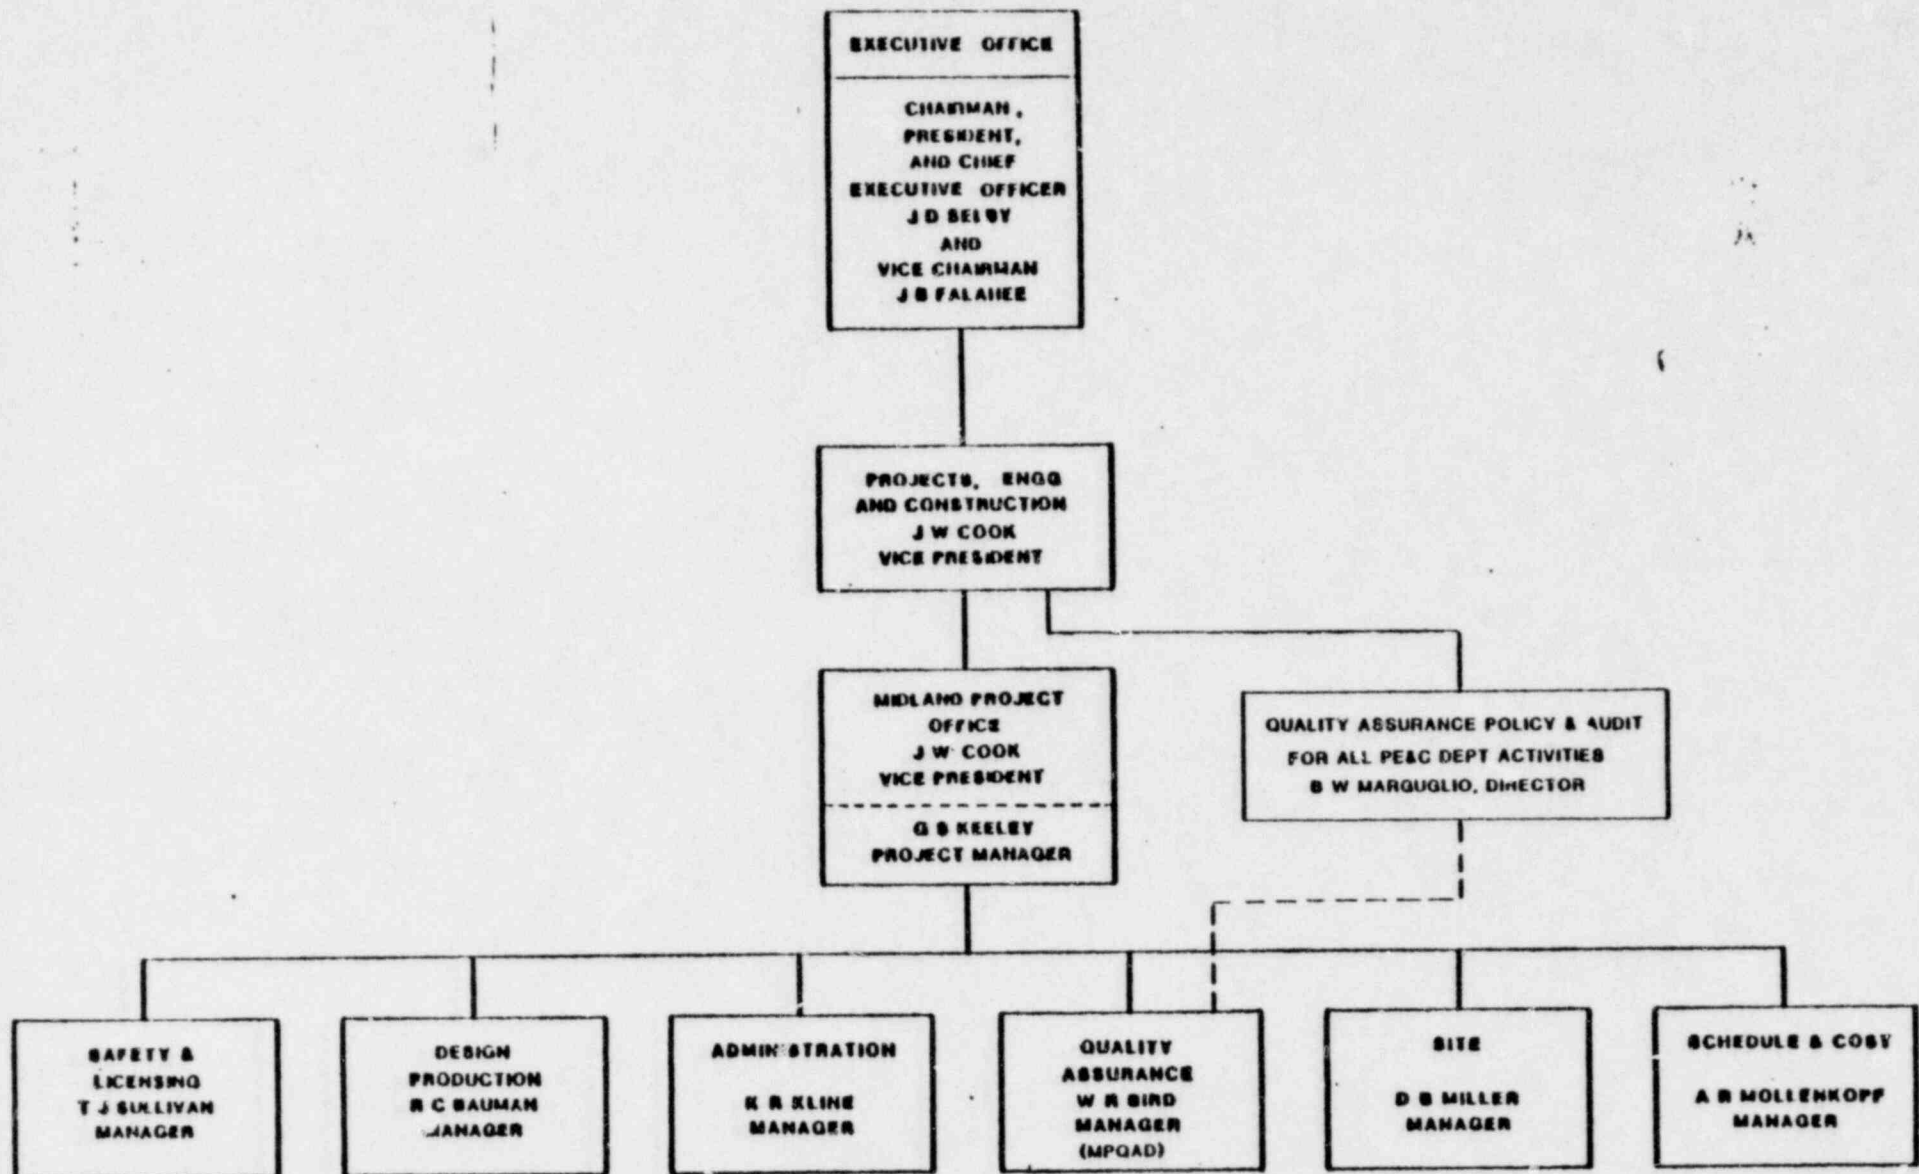 EXECUTIVE OFFICE
CHAIRMAN,
PRESIDENT,
AND CHIEF
EXECUTIVE OFFICER
J D SELBY
AND
VICE CHAIRMAN
J B FALAHEE
PROJECTS, ENGG
AND CONSTRUCTION
J W COOK
VICE PRESIDENT
MIDLAND PROJECT
OFFICE
J W COOK
VICE PRESIDENT
G S KEELEY
PROJECT MANAGER
QUALITY ASSURANCE POLICY & AUDIT
FOR ALL PE&C DEPT ACTIVITIES
B W MARGUGLIO, DIRECTOR
SAFETY &
LICENSING
T J SULLIVAN
MANAGER
DESIGN
PRODUCTION
R C BAUMAN
MANAGER
ADMINISTRATION
K R KLINE
MANAGER
QUALITY
ASSURANCE
W R BIRD
MANAGER
(MPQAD)
SITE
D B MILLER
MANAGER
SCHEDULE & COST
A R MOLLENKOPF
MANAGER